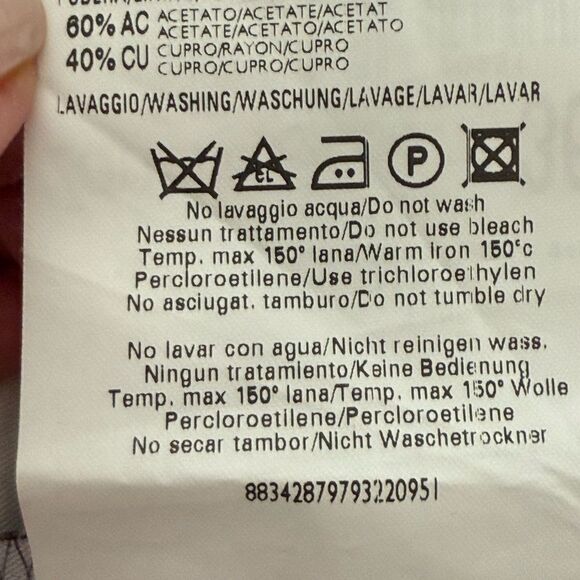 60% AC ACETATO/ACETATE/ACETAT
ACETATE/ACETATO/ACETATO
40% CU CUPRO/RAYON/CUPRO
CUPRO/CUPRO/CUPRO
LAVAGGIO/WASHING/WASCHUNG/LAVAGE/LAVAR/LAVAR
CL P
No lavaggio acqua/Do not wash
Nessun trattamento/Do not use bleach
Temp. max 150° lana/Warm iron 150°c
Percloroetilene/Use trichloroethylen
No asciugat. tamburo/Do not tumble dry
No lavar con agua/Nicht reinigen wass.
Ningun tratamiento/Keine Bedienung
Temp. max 150° lana/Temp. max 150° Wolle
Percloroetilene/Percloroetilene
No secar tambor/Nicht Waschetrockner
8834287979322095I